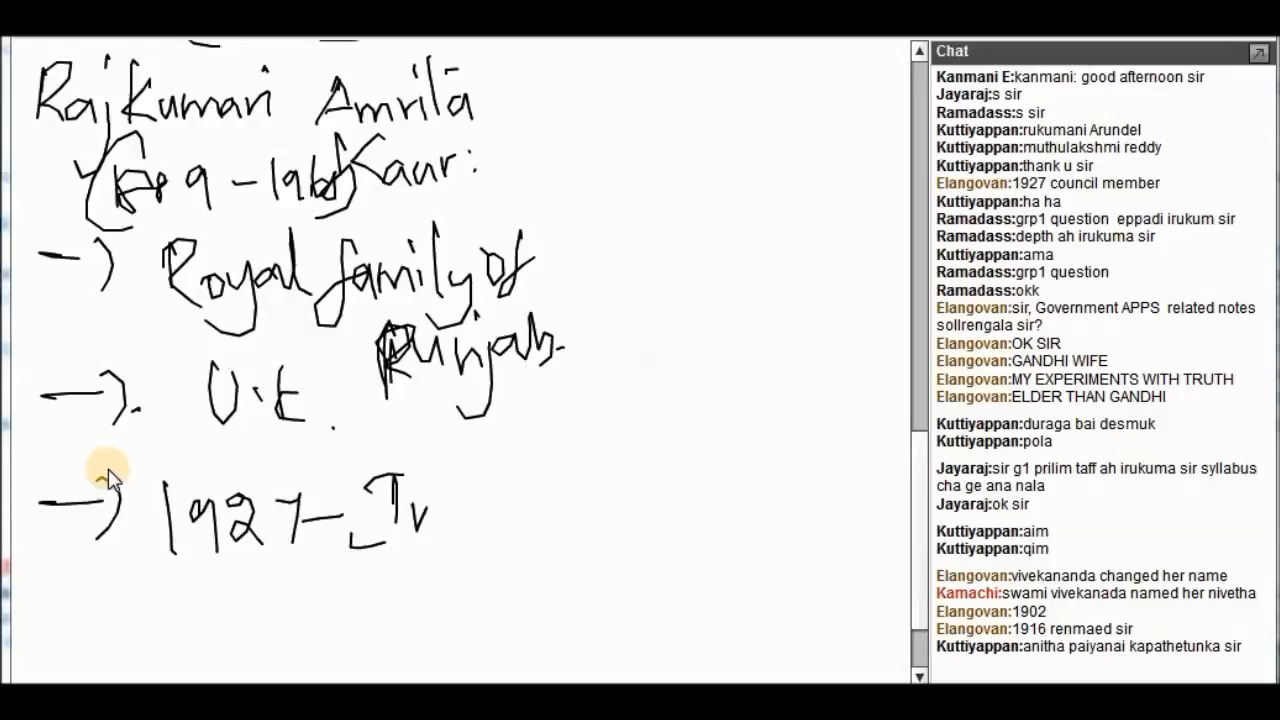 Rajkumari Amrita
Kaur:
-> Royal family of
Punjab.
-> U.K
-> 1927-
Chat
Kanmani E:kanmani: good afternoon sir
Jayaraj:s sir
Ramadass:s sir
Kuttiyappan:rukumani Arundel
Kuttiyappan:muthulakshmi reddy
Kuttiyappan:thank u sir
Elangovan:1927 council member
Kuttiyappan:ha ha
Ramadass:grp1 question eppadi irukum sir
Ramadass:depth ah irukuma sir
Kuttiyappan:ama
Ramadass:grp1 question
Ramadass:okk
Elangovan:sir, Government APPS related notes
sollrengala sir?
Elangovan:OK SIR
Elangovan:GANDHI WIFE
Elangovan:MY EXPERIMENTS WITH TRUTH
Elangovan:ELDER THAN GANDHI
Kuttiyappan:duraga bai desmuk
Kuttiyappan:pola
Jayaraj:sir g1 prilim taff ah irukuma sir syllabus
cha ge ana nala
Jayaraj:ok sir
Kuttiyappan:aim
Kuttiyappan:qim
Elangovan:vivekananda changed her name
Kamachi:swami vivekanada named her nivetha
Elangovan:1902
Elangovan:1916 renmaed sir
Kuttiyappan:anitha paiyanai kapathetunka sir